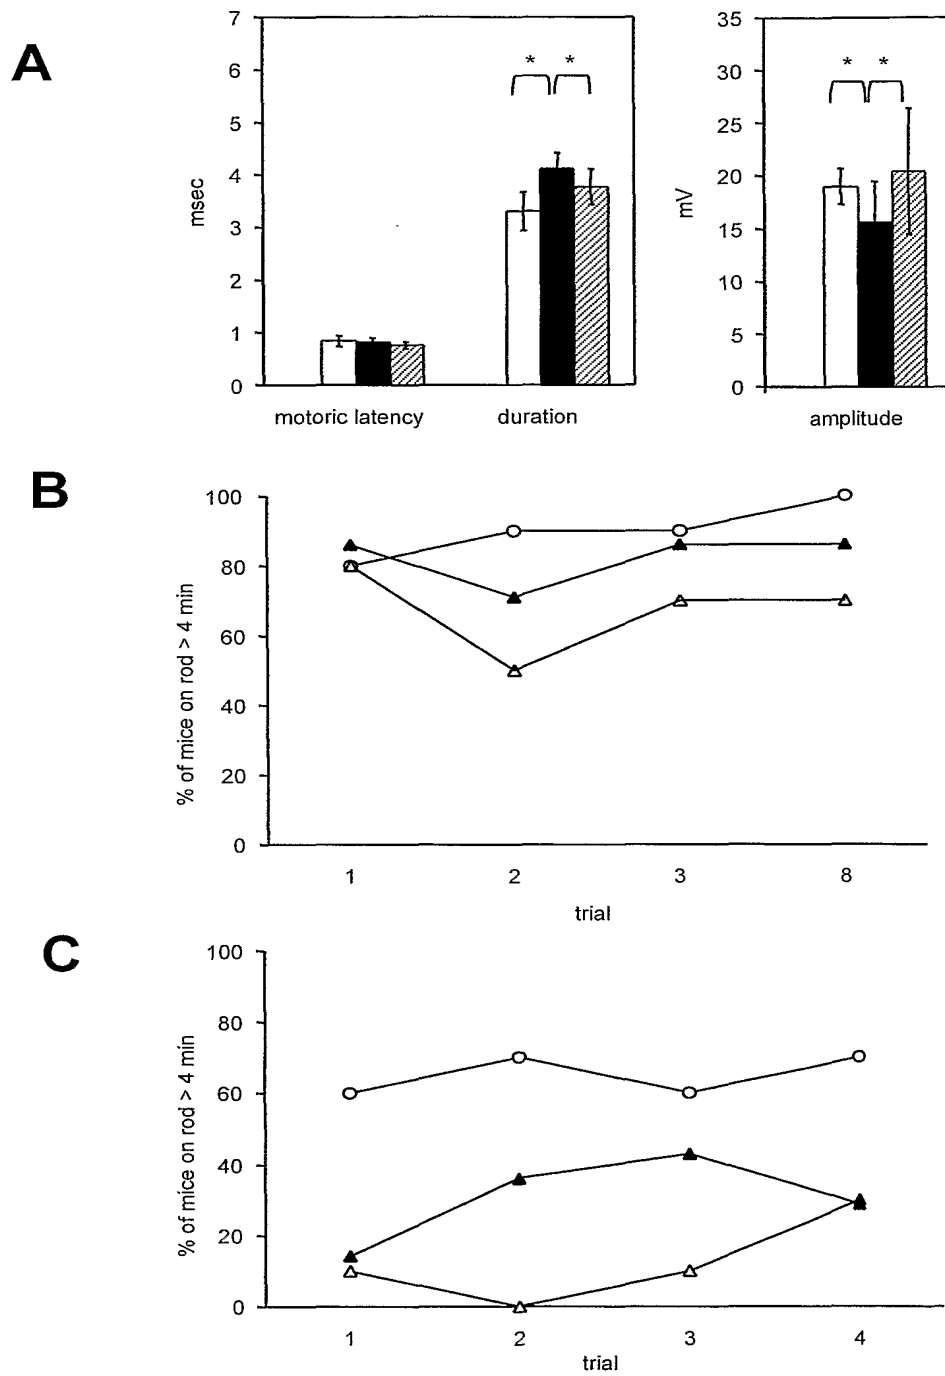 A
7
6
5
4
3
2
1
0
msec
* *
motoric latency
duration
35
30
25
20
15
10
5
0
mV
* *
amplitude
B
100
80
60
40
20
0
% of mice on rod > 4 min
1 2 3 8
trial
C
100
80
60
40
20
0
% of mice on rod > 4 min
1 2 3 4
trial